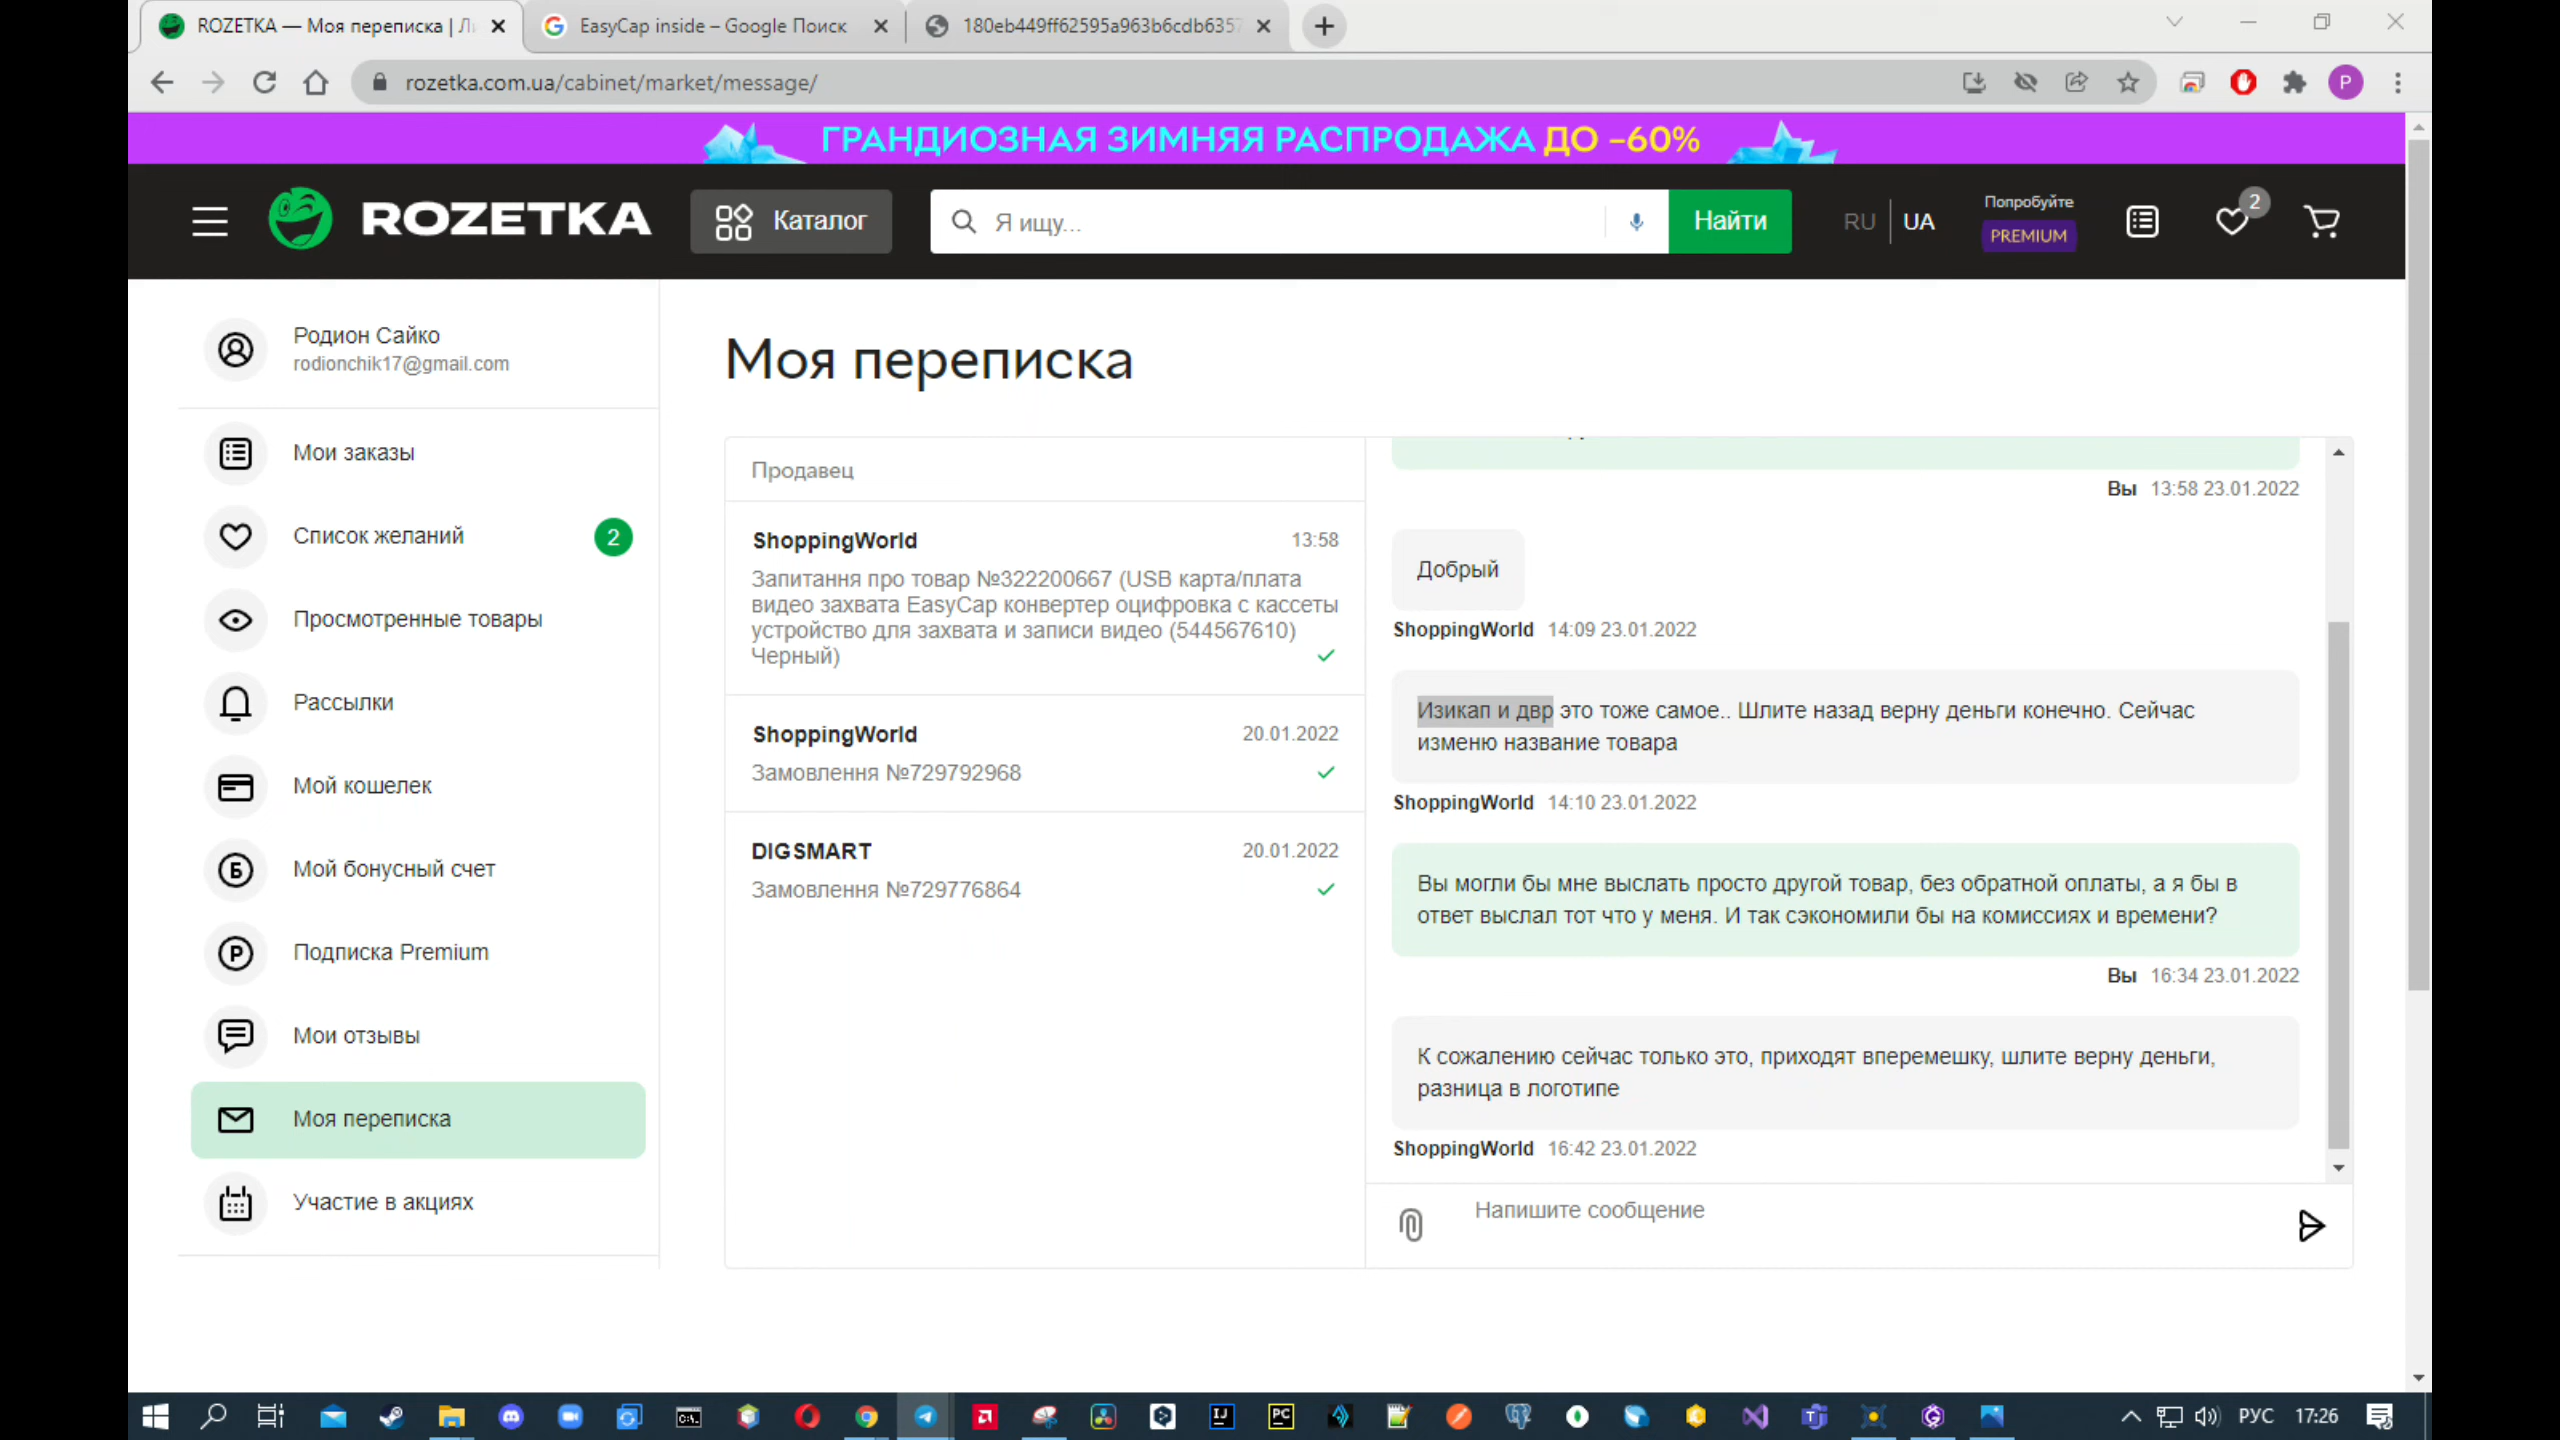 ROZETKA — Моя переписка | Ли
EasyCap inside – Google Поиск
180eb449ff62595a963b6cdb6357
rozetka.com.ua/cabinet/market/message/
P
ГРАНДИОЗНАЯ ЗИМНЯЯ РАСПРОДАЖА ДО −60%
ROZETKA
Каталог
Я ищу...
Найти
RU
UA
Попробуйте
PREMIUM
2
Родион Сайко
rodionchik17@gmail.com
Мои заказы
Список желаний
2
Просмотренные товары
Рассылки
Мой кошелек
Мой бонусный счет
Подписка Premium
Мои отзывы
Моя переписка
Участие в акциях
Моя переписка
Продавец
ShoppingWorld 13:58
Запитання про товар №322200667 (USB карта/плата
видео захвата EasyCap конвертер оцифровка с кассеты
устройство для захвата и записи видео (544567610)
Черный)
ShoppingWorld 20.01.2022
Замовлення №729792968
DIGSMART 20.01.2022
Замовлення №729776864
Вы 13:58 23.01.2022
Добрый
ShoppingWorld 14:09 23.01.2022
Изикап и двр это тоже самое.. Шлите назад верну деньги конечно. Сейчас
изменю название товара
ShoppingWorld 14:10 23.01.2022
Вы могли бы мне выслать просто другой товар, без обратной оплаты, а я бы в
ответ выслал тот что у меня. И так сэкономили бы на комиссиях и времени?
Вы 16:34 23.01.2022
К сожалению сейчас только это, приходят вперемешку, шлите верну деньги,
разница в логотипе
ShoppingWorld 16:42 23.01.2022
Напишите сообщение
РУС
17:26